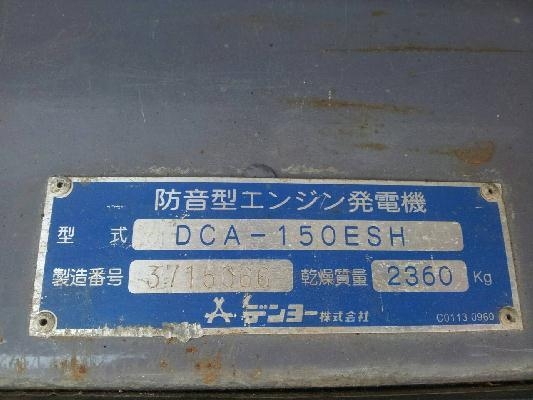 防音型エンジン発電機
型式 DCA-150ESH
製造番号 乾燥質量 2360 Kg
デンヨー株式会社 C0113 0960